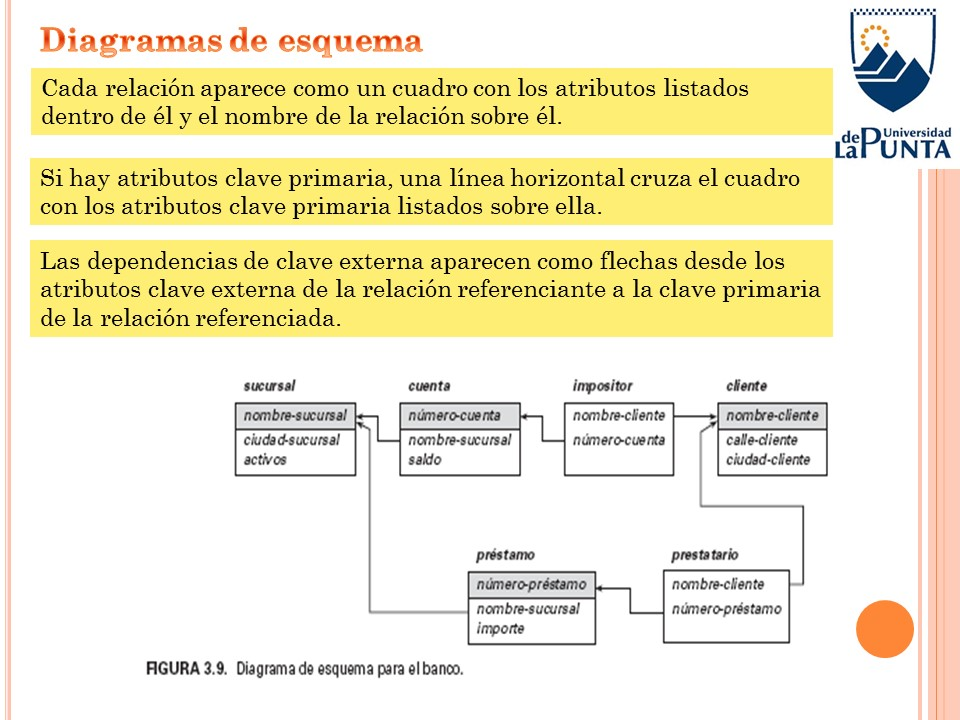 Diagramas de esquema
Cada relación aparece como un cuadro con los atributos listados
dentro de él y el nombre de la relación sobre él.
de Universidad
LaPUNTA
Si hay atributos clave primaria, una línea horizontal cruza el cuadro
con los atributos clave primaria listados sobre ella.
Las dependencias de clave externa aparecen como flechas desde los
atributos clave externa de la relación referenciante a la clave primaria
de la relación referenciada.
sucursal
nombre-sucursal
ciudad-sucursal
activos
cuenta
número-cuenta
nombre-sucursal
saldo
impositor
nombre-cliente
número-cuenta
cliente
nombre-cliente
calle-cliente
ciudad-cliente
préstamo
número-préstamo
nombre-sucursal
importe
prestatario
nombre-cliente
número-préstamo
FIGURA 3.9. Diagrama de esquema para el banco.